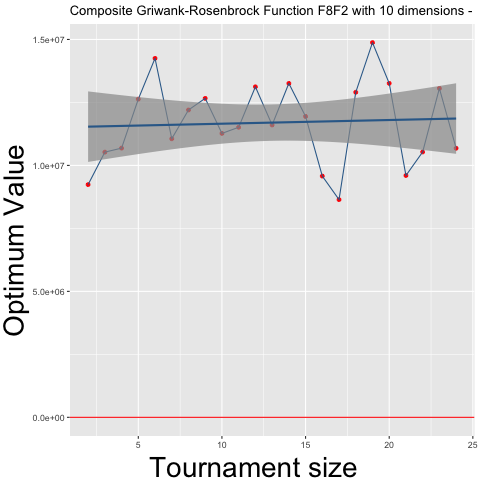 Composite Griwank-Rosenbrock Function F8F2 with 10 dimensions -
Optimum Value
1.5e+07
1.0e+07
5.0e+06
0.0e+00
5 10 15 20 25
Tournament size